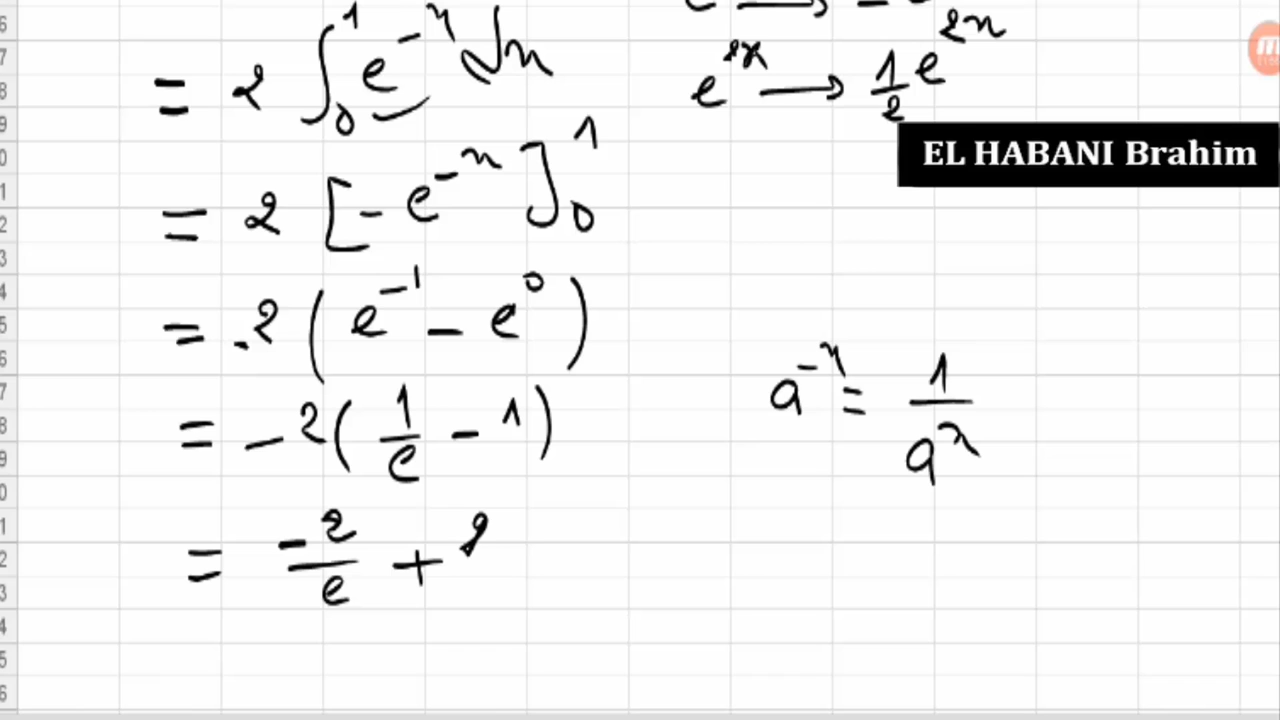 = 2 ∫₀¹ e⁻ˣ dx
e²ˣ → 1/2 e²ˣ
EL HABANI Brahim
= 2 [-e⁻ˣ]₀¹
= -2 (e⁻¹ - e⁰)
= -2 (1/e - 1)
a⁻ˣ = 1/aˣ
= -2/e + 2